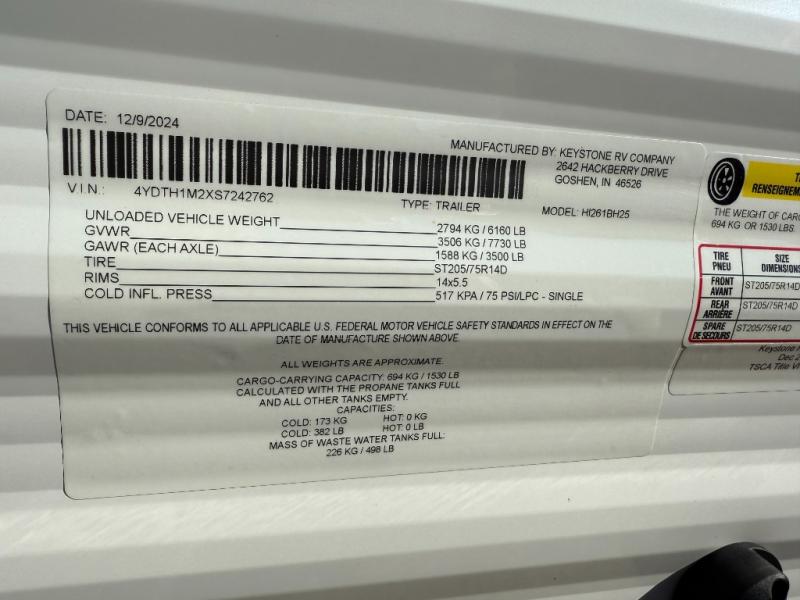 DATE: 12/9/2024
MANUFACTURED BY: KEYSTONE RV COMPANY
2642 HACKBERRY DRIVE
GOSHEN, IN 46526
V I N.: 4YDTH1M2XS7242762
TYPE: TRAILER
MODEL: HI261BH25
UNLOADED VEHICLE WEIGHT 2794 KG / 6160 LB
GVWR 3506 KG / 7730 LB
GAWR (EACH AXLE) 1588 KG / 3500 LB
TIRE ST205/75R14D
RIMS 14x5.5
COLD INFL. PRESS 517 KPA / 75 PSI/LPC - SINGLE
THIS VEHICLE CONFORMS TO ALL APPLICABLE U.S. FEDERAL MOTOR VEHICLE SAFETY STANDARDS IN EFFECT ON THE
DATE OF MANUFACTURE SHOWN ABOVE.
ALL WEIGHTS ARE APPROXIMATE.
CARGO-CARRYING CAPACITY: 694 KG / 1530 LB
CALCULATED WITH THE PROPANE TANKS FULL
AND ALL OTHER TANKS EMPTY.
CAPACITIES:
COLD: 173 KG HOT: 0 KG
COLD: 382 LB HOT: 0 LB
MASS OF WASTE WATER TANKS FULL:
226 KG / 498 LB
RENSEIGNEM
THE WEIGHT OF CARG
694 KG OR 1530 LBS.
TIRE SIZE
PNEU DIMENSIONS
FRONT ST205/75R14D
AVANT
REAR ST205/75R14D
ARRIÈRE
SPARE ST205/75R14D
DE SECOURS
Keystone
Dec 2
TSCA Title VI